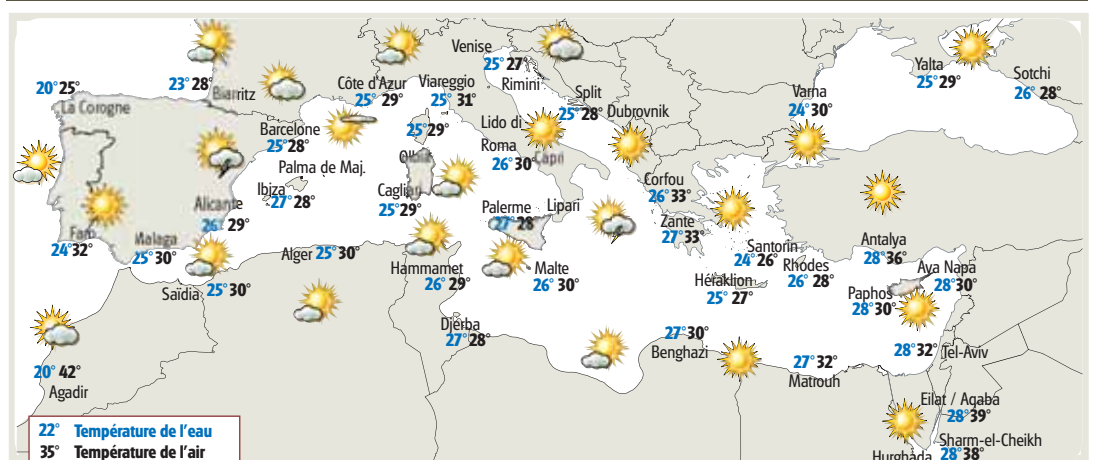 Venise
25° 27°
Rimini
Yalta
25° 29°
Sotchi
26° 28°
20° 25°
La Corogne
23° 28°
Biarritz
Côte d'Azur
25° 29°
Viareggio
25° 31°
Split
25° 28°
Dubrovnik
Varna
24° 30°
Barcelone
25° 28°
25° 29°
Olbia
Lido di
Roma
26° 30°
Capri
Palma de Maj.
Ibiza
27° 28°
Cagliari
25° 29°
Corfou
26° 33°
Alicante
26° 29°
Palerme
27° 28°
Lipari
Zante
27° 33°
Faro
24° 32°
Malaga
25° 30°
Alger 25° 30°
Santorin
24° 26°
Antalya
28° 36°
Hammamet
26° 29°
Malte
26° 30°
Héraklion
25° 27°
Rhodes
26° 28°
Aya Napa
28° 30°
Paphos
28° 30°
Saïdia
25° 30°
Djerba
27° 28°
27° 30°
Benghazi
27° 32°
Matrouh
28° 32°
Tel-Aviv
20° 42°
Agadir
Eilat / Aqaba
28° 39°
Sharm-el-Cheikh
28° 38°
Hurghada
22° Température de l'eau
35° Température de l'air